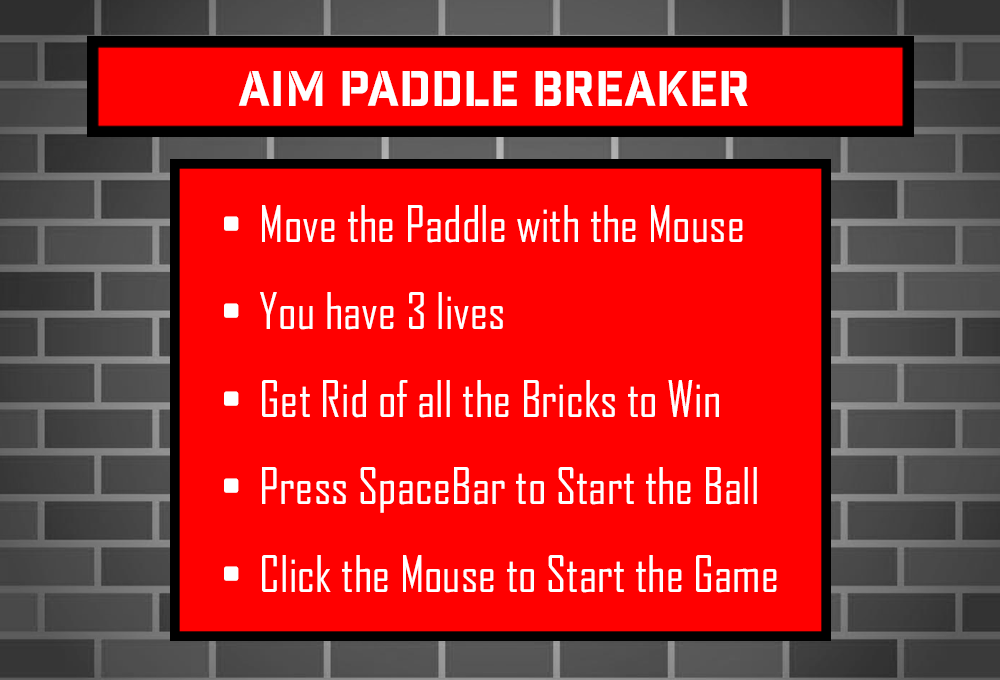 AIM PADDLE BREAKER
▪ Move the Paddle with the Mouse
▪ You have 3 lives
▪ Get Rid of all the Bricks to Win
▪ Press SpaceBar to Start the Ball
▪ Click the Mouse to Start the Game